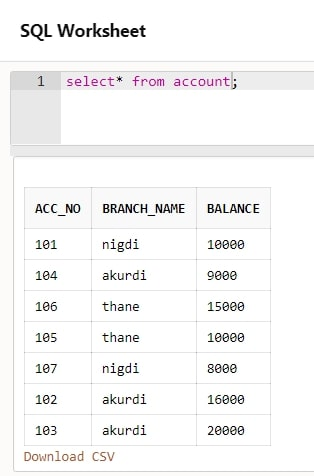 SQL Worksheet
1 select* from account;
ACC_NO BRANCH_NAME BALANCE
101 nigdi 10000
104 akurdi 9000
106 thane 15000
105 thane 10000
107 nigdi 8000
102 akurdi 16000
103 akurdi 20000
Download CSV